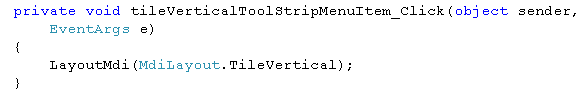 private void tileVerticalToolStripMenuItem_Click(object sender,
    EventArgs e)
{
    LayoutMdi(MdiLayout.TileVertical);
}